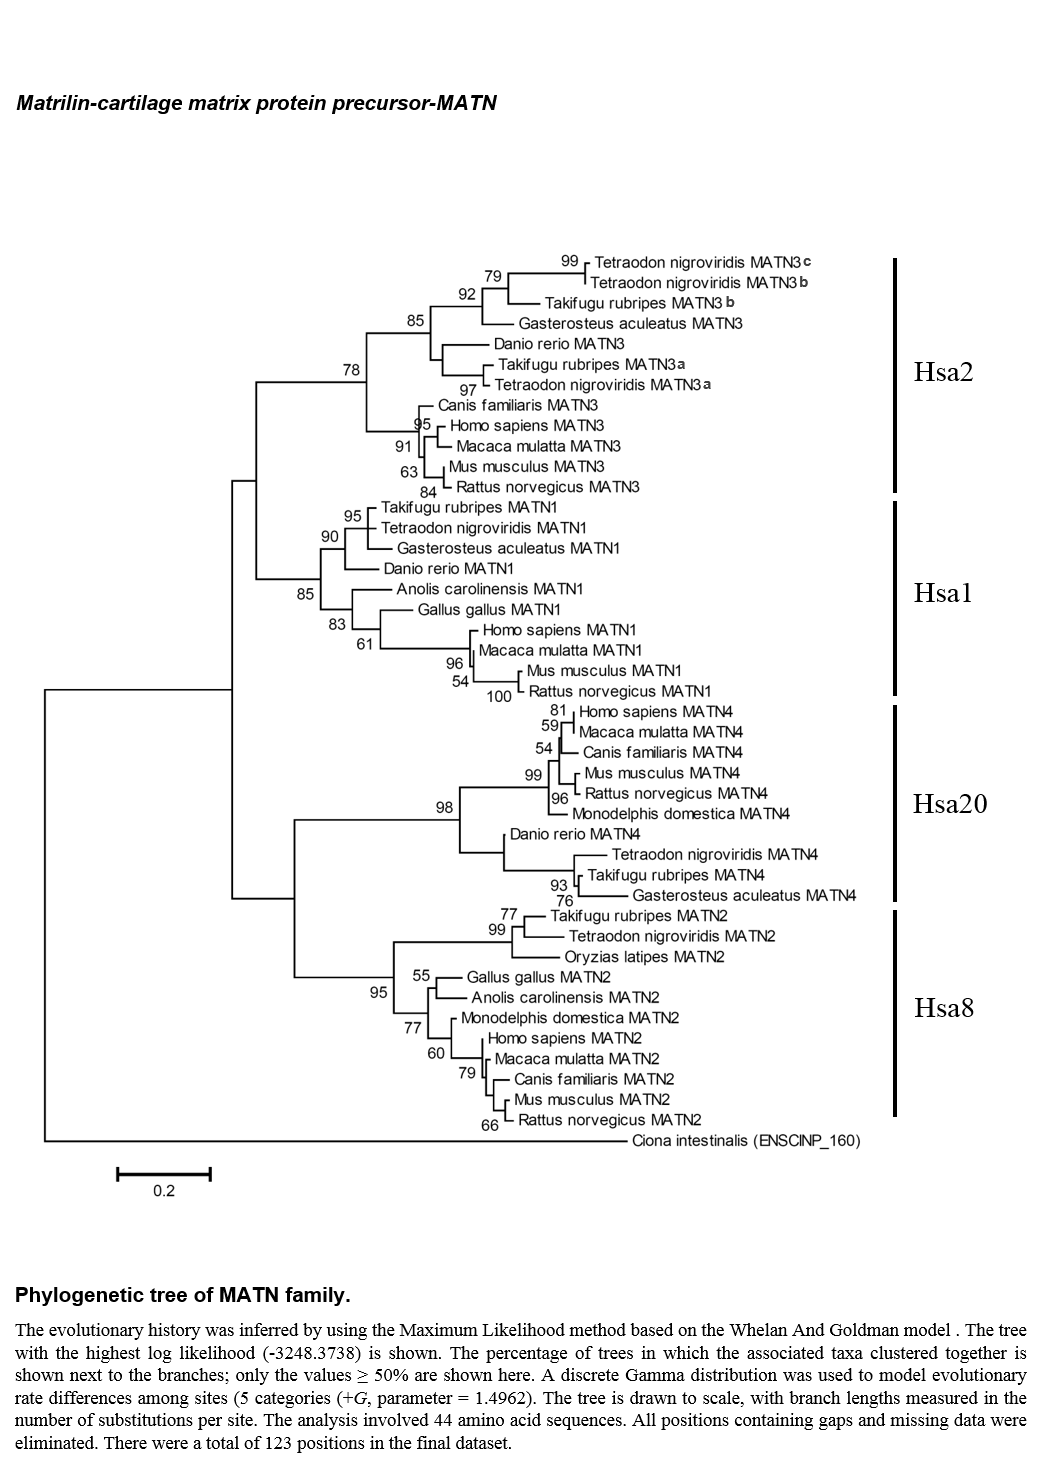 Matrilin-cartilage matrix protein precursor-MATN
99
Tetraodon nigroviridis MATN3c
79
Tetraodon nigroviridis MATN3b
92
Takifugu rubripes MATN3 b
85
Gasterosteus aculeatus MATN3
Danio rerio MATN3
78
Takifugu rubripes MATN3a
97
Tetraodon nigroviridis MATN3a
Hsa2
Canis familiaris MATN3
95
Homo sapiens MATN3
91
Macaca mulatta MATN3
63
Mus musculus MATN3
84
Rattus norvegicus MATN3
Takifugu rubripes MATN1
95
Tetraodon nigroviridis MATN1
90
Gasterosteus aculeatus MATN1
Danio rerio MATN1
85
Anolis carolinensis MATN1
Hsa1
83
Gallus gallus MATN1
61
Homo sapiens MATN1
96
Macaca mulatta MATN1
54
Mus musculus MATN1
100
Rattus norvegicus MATN1
81
Homo sapiens MATN4
59
Macaca mulatta MATN4
54
Canis familiaris MATN4
99
Mus musculus MATN4
96
Rattus norvegicus MATN4
98
Monodelphis domestica MATN4
Hsa20
Danio rerio MATN4
Tetraodon nigroviridis MATN4
93
Takifugu rubripes MATN4
76
Gasterosteus aculeatus MATN4
77
Takifugu rubripes MATN2
99
Tetraodon nigroviridis MATN2
Oryzias latipes MATN2
55
Gallus gallus MATN2
95
Anolis carolinensis MATN2
Hsa8
77
Monodelphis domestica MATN2
60
Homo sapiens MATN2
79
Macaca mulatta MATN2
Canis familiaris MATN2
Mus musculus MATN2
66
Rattus norvegicus MATN2
Ciona intestinalis (ENSCINP_160)
0.2
Phylogenetic tree of MATN family.
The evolutionary history was inferred by using the Maximum Likelihood method based on the Whelan And Goldman model . The tree
with the highest log likelihood (-3248.3738) is shown. The percentage of trees in which the associated taxa clustered together is
shown next to the branches; only the values ≥ 50% are shown here. A discrete Gamma distribution was used to model evolutionary
rate differences among sites (5 categories (+G, parameter = 1.4962). The tree is drawn to scale, with branch lengths measured in the
number of substitutions per site. The analysis involved 44 amino acid sequences. All positions containing gaps and missing data were
eliminated. There were a total of 123 positions in the final dataset.